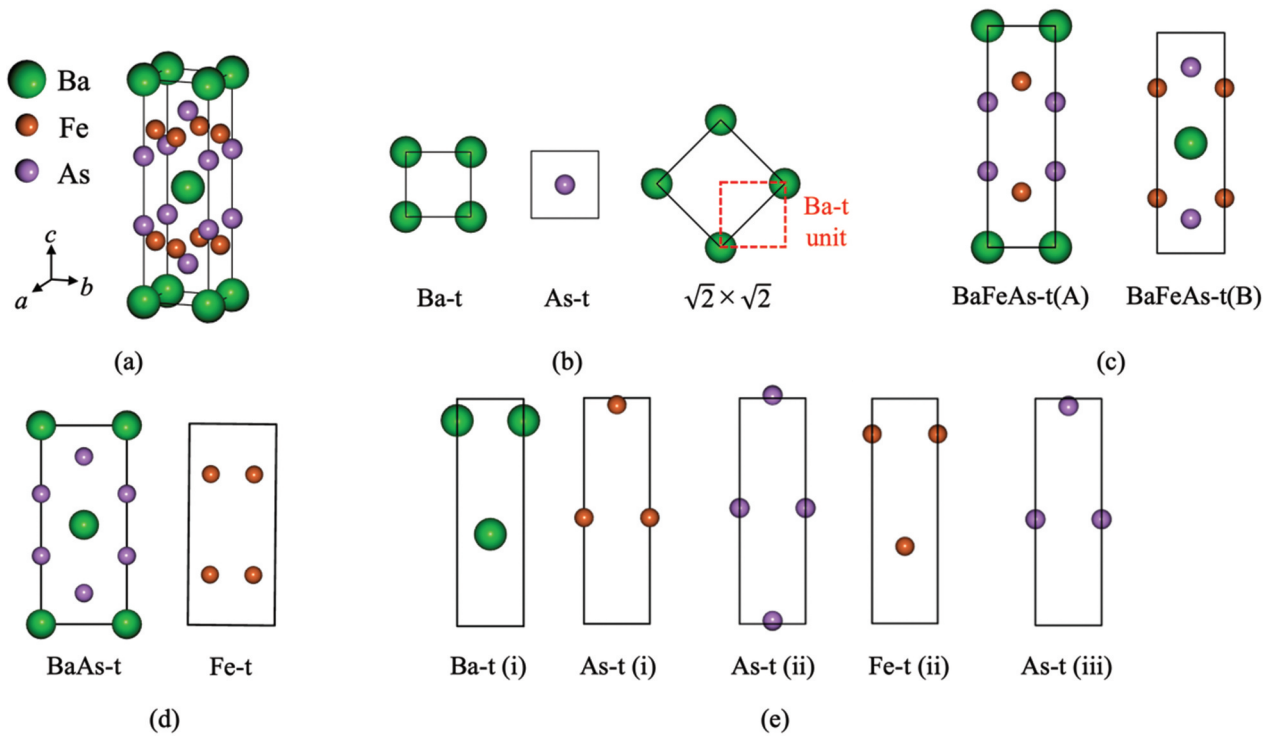 Ba
Fe
As
c
a
b
(a)
Ba-t
unit
Ba-t
As-t
√2 × √2
(b)
BaFeAs-t(A)
BaFeAs-t(B)
(c)
BaAs-t
Fe-t
(d)
Ba-t (i)
As-t (i)
As-t (ii)
Fe-t (ii)
As-t (iii)
(e)